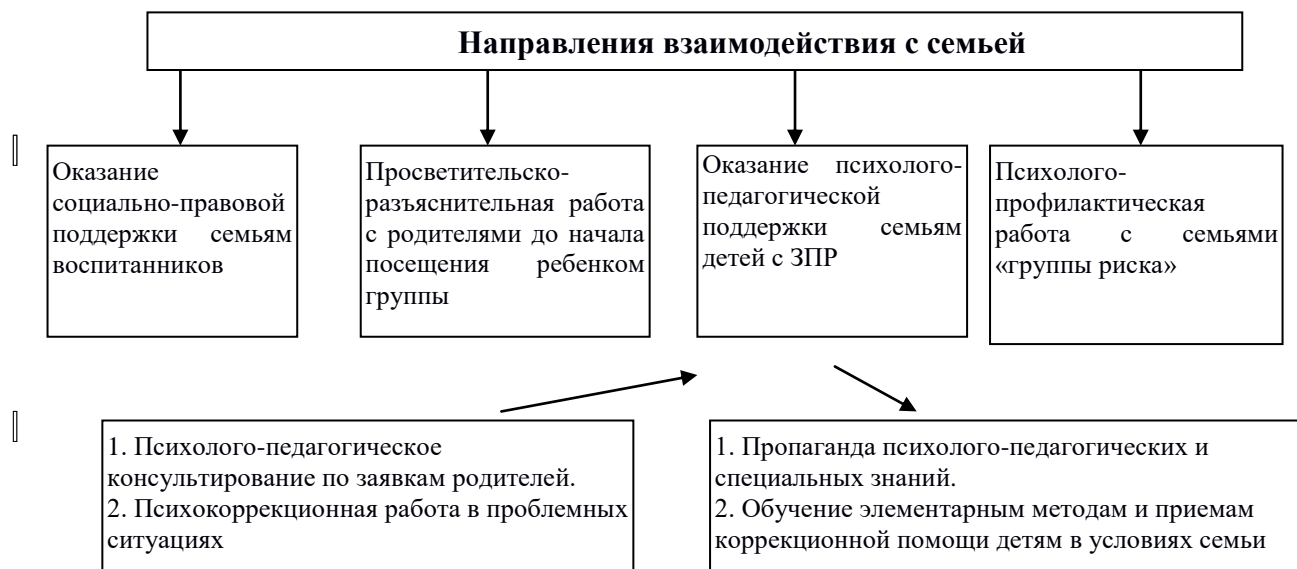 Направления взаимодействия с семьей
Оказание
социально-правовой
поддержки семьям
воспитанников
Просветительско-
разъяснительная работа
с родителями до начала
посещения ребенком
группы
Оказание психолого-
педагогической
поддержки семьям
детей с ЗПР
Психолого-
профилактическая
работа с семьями
«группы риска»
1. Психолого-педагогическое
консультирование по заявкам родителей.
2. Психокоррекционная работа в проблемных
ситуациях
1. Пропаганда психолого-педагогических и
специальных знаний.
2. Обучение элементарным методам и приемам
коррекционной помощи детям в условиях семьи